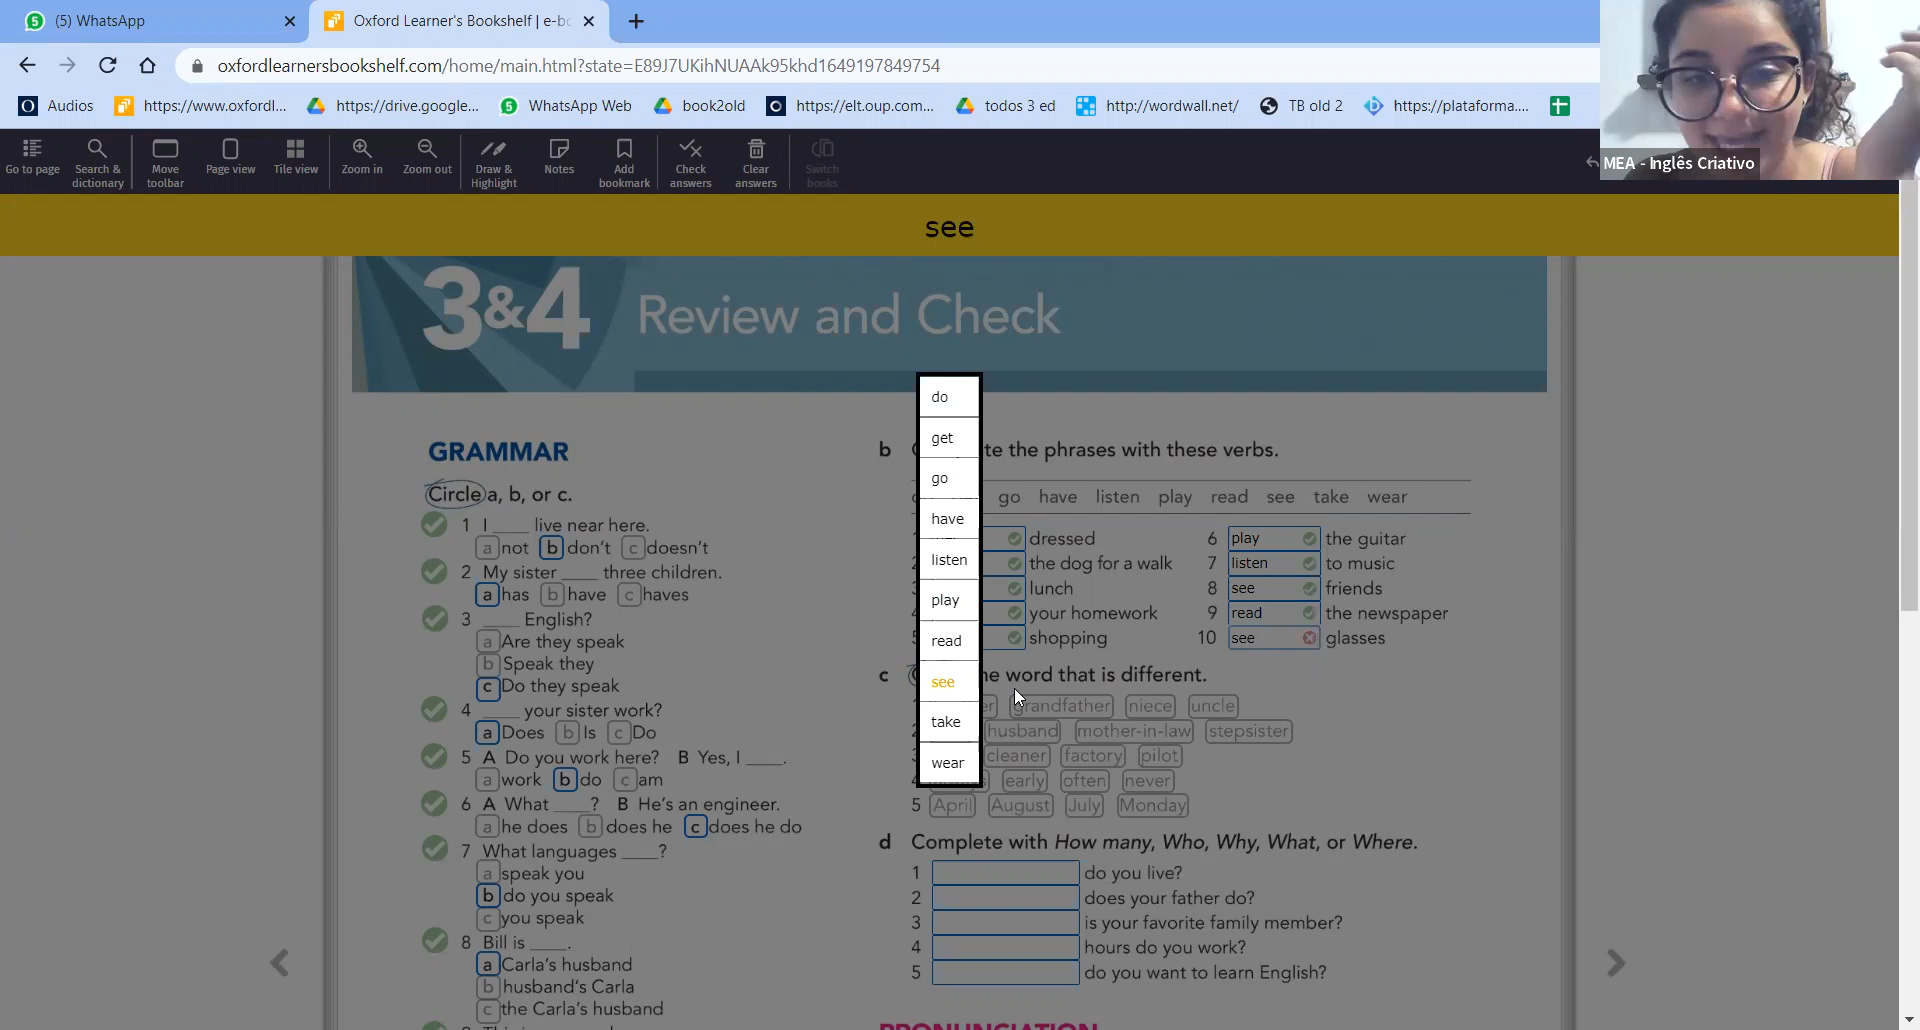 (5) WhatsApp
Oxford Learner's Bookshelf | e-bo
oxfordlearnersbookshelf.com/home/main.html?state=E89J7UKihNUAAk95khd1649197849754
Audios https://www.oxfordl... https://drive.google... WhatsApp Web book2old https://elt.oup.com... todos 3 ed http://wordwall.net/ TB old 2 https://plataforma....
MEA - Inglês Criativo
Go to page
Search & dictionary
Move toolbar
Page view
Tile view
Zoom in
Zoom out
Draw & Highlight
Notes
Add bookmark
Check answers
Clear answers
Switch books
see
3&4 Review and Check
GRAMMAR
Circle a, b, or c.
1 I ____ live near here.
a not b don't c doesn't
2 My sister ____ three children.
a has b have c haves
3 ____ English?
a Are they speak
b Speak they
c Do they speak
4 ____ your sister work?
a Does b Is c Do
5 A Do you work here? B Yes, I ____.
a work b do c am
6 A What ____? B He's an engineer.
a he does b does he c does he do
7 What languages ____?
a speak you
b do you speak
c you speak
8 Bill is ____.
a Carla's husband
b husband's Carla
c the Carla's husband
do
get
go
have
listen
play
read
see
take
wear
b te the phrases with these verbs.
go have listen play read see take wear
dressed
the dog for a walk
lunch
your homework
shopping
6 play the guitar
7 listen to music
8 see friends
9 read the newspaper
10 see glasses
c he word that is different.
er grandfather niece uncle
husband mother-in-law stepsister
cleaner factory pilot
early often never
5 April August July Monday
d Complete with How many, Who, Why, What, or Where.
1 do you live?
2 does your father do?
3 is your favorite family member?
4 hours do you work?
5 do you want to learn English?